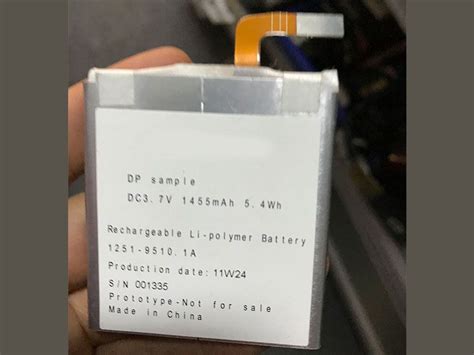 DP sample
DC3.7V 1455mAh 5.4Wh
Rechargeable Li-polymer Battery
1251-9510.1A
Production date: 11W24
S/N 001335
Prototype-Not for sale
Made in China